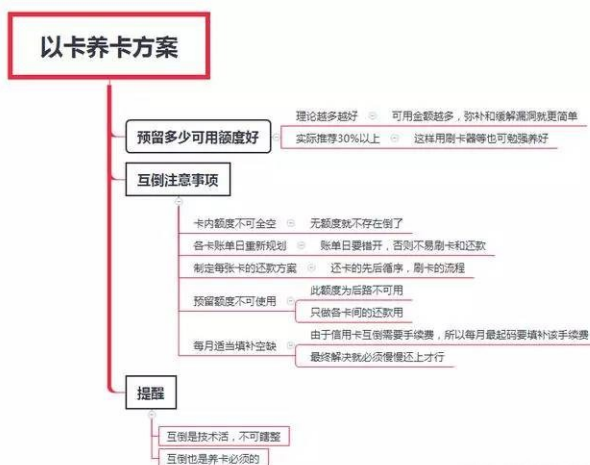 以卡养卡方案
预留多少可用额度好
理论越多越好
可用金额越多，弥补和缓解漏洞就更简单
实际推荐30%以上
这样用刷卡器等也可勉强养好
互倒注意事项
卡内额度不可全空
无额度就不存在倒了
各卡账单日重新规划
账单日要错开，否则不易刷卡和还款
制定每张卡的还款方案
还卡的先后循序，刷卡的流程
预留额度不可使用
此额度为后路不可用
只做各卡间的还款用
每月适当填补空缺
由于信用卡互倒需要手续费，所以每月最起码要填补该手续费
最终解决就必须慢慢还上才行
提醒
互倒是技术活，不可瞎整
互倒也是养卡必须的